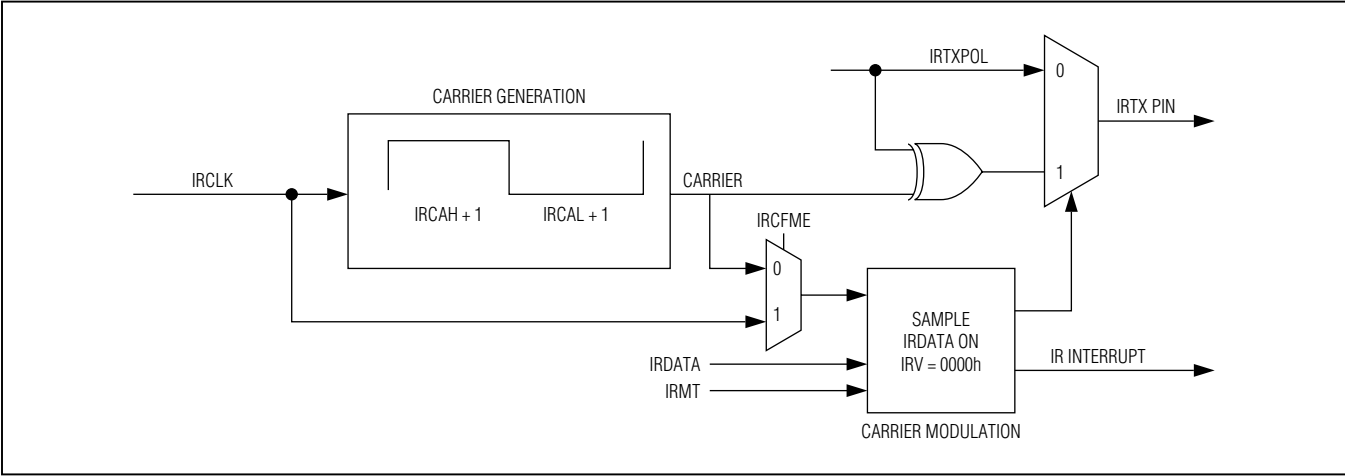 IRTXPOL
0
CARRIER GENERATION
IRTX PIN
IRCLK
CARRIER
1
IRCAH + 1
IRCAL + 1
IRCFME
0
1
SAMPLE
IRDATA ON
IRV = 0000h
IR INTERRUPT
IRDATA
IRMT
CARRIER MODULATION